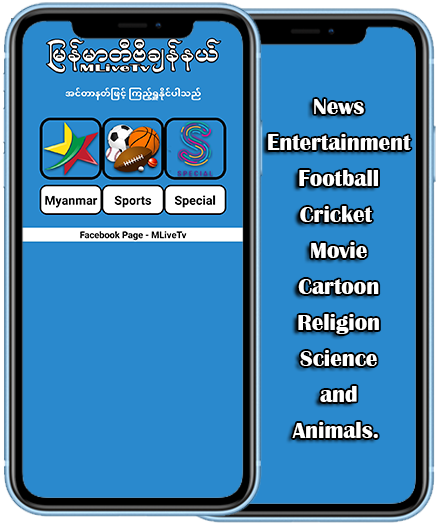 မြန်မာတီဗီချန်နယ်
MLiveTv
အင်တာနတ်ဖြင့် ကြည့်ရှုနိုင်ပါသည်
SPECIAL
Myanmar Sports Special
Facebook Page - MLiveTv
News
Entertainment
Football
Cricket
Movie
Cartoon
Religion
Science
and
Animals.